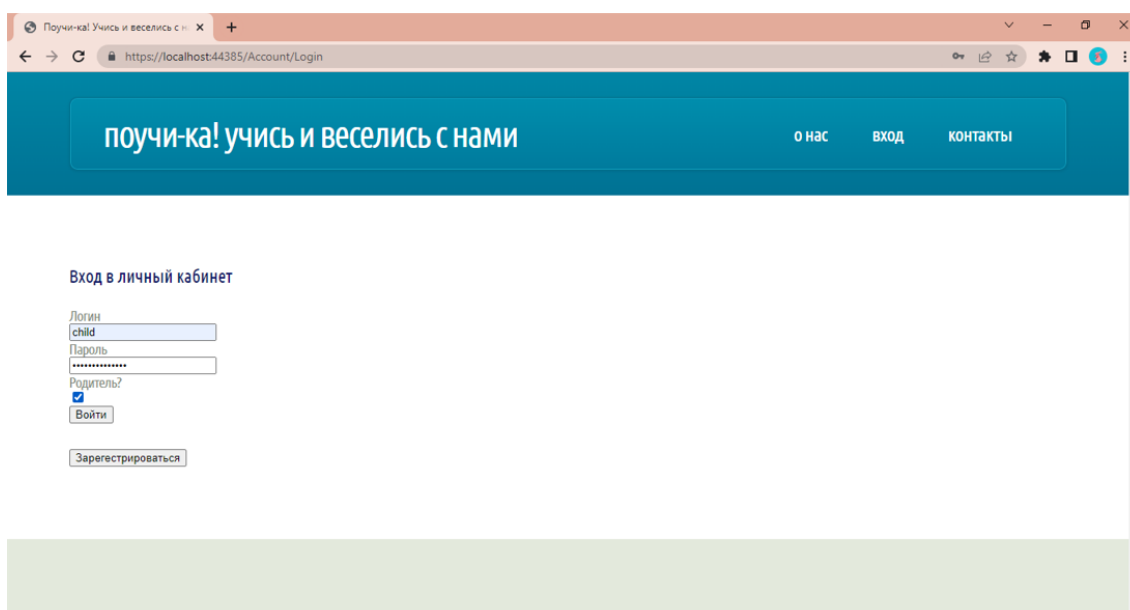 Поучи-ка! Учись и веселись с н
https://localhost:44385/Account/Login
поучи-ка! учись и веселись с нами
о нас вход контакты
Вход в личный кабинет
Логин
child
Пароль
••••••••••••••
Родитель?
Войти
Зарегестрироваться